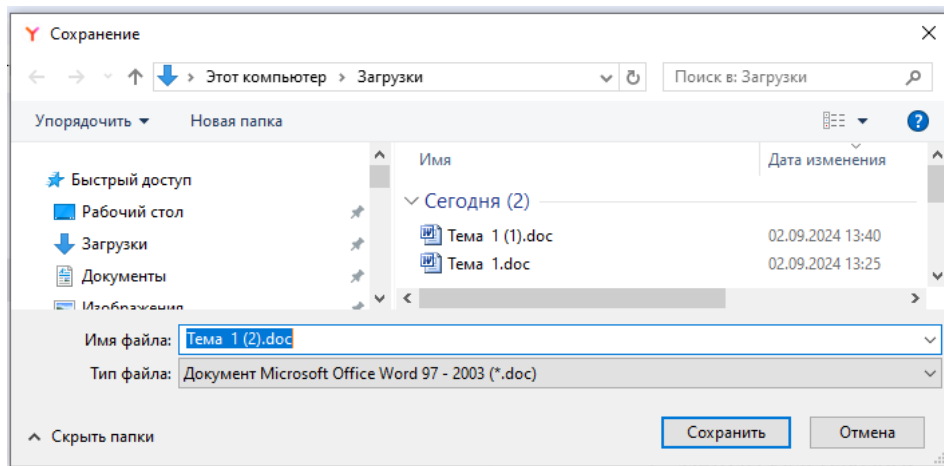 Сохранение
Этот компьютер › Загрузки
Поиск в: Загрузки
Упорядочить
Новая папка
Имя
Дата изменения
Быстрый доступ
Рабочий стол
Загрузки
Документы
Изображения
Сегодня (2)
Тема 1 (1).doc 02.09.2024 13:40
Тема 1.doc 02.09.2024 13:25
Имя файла: Тема 1 (2).doc
Тип файла: Документ Microsoft Office Word 97 - 2003 (*.doc)
Скрыть папки
Сохранить
Отмена